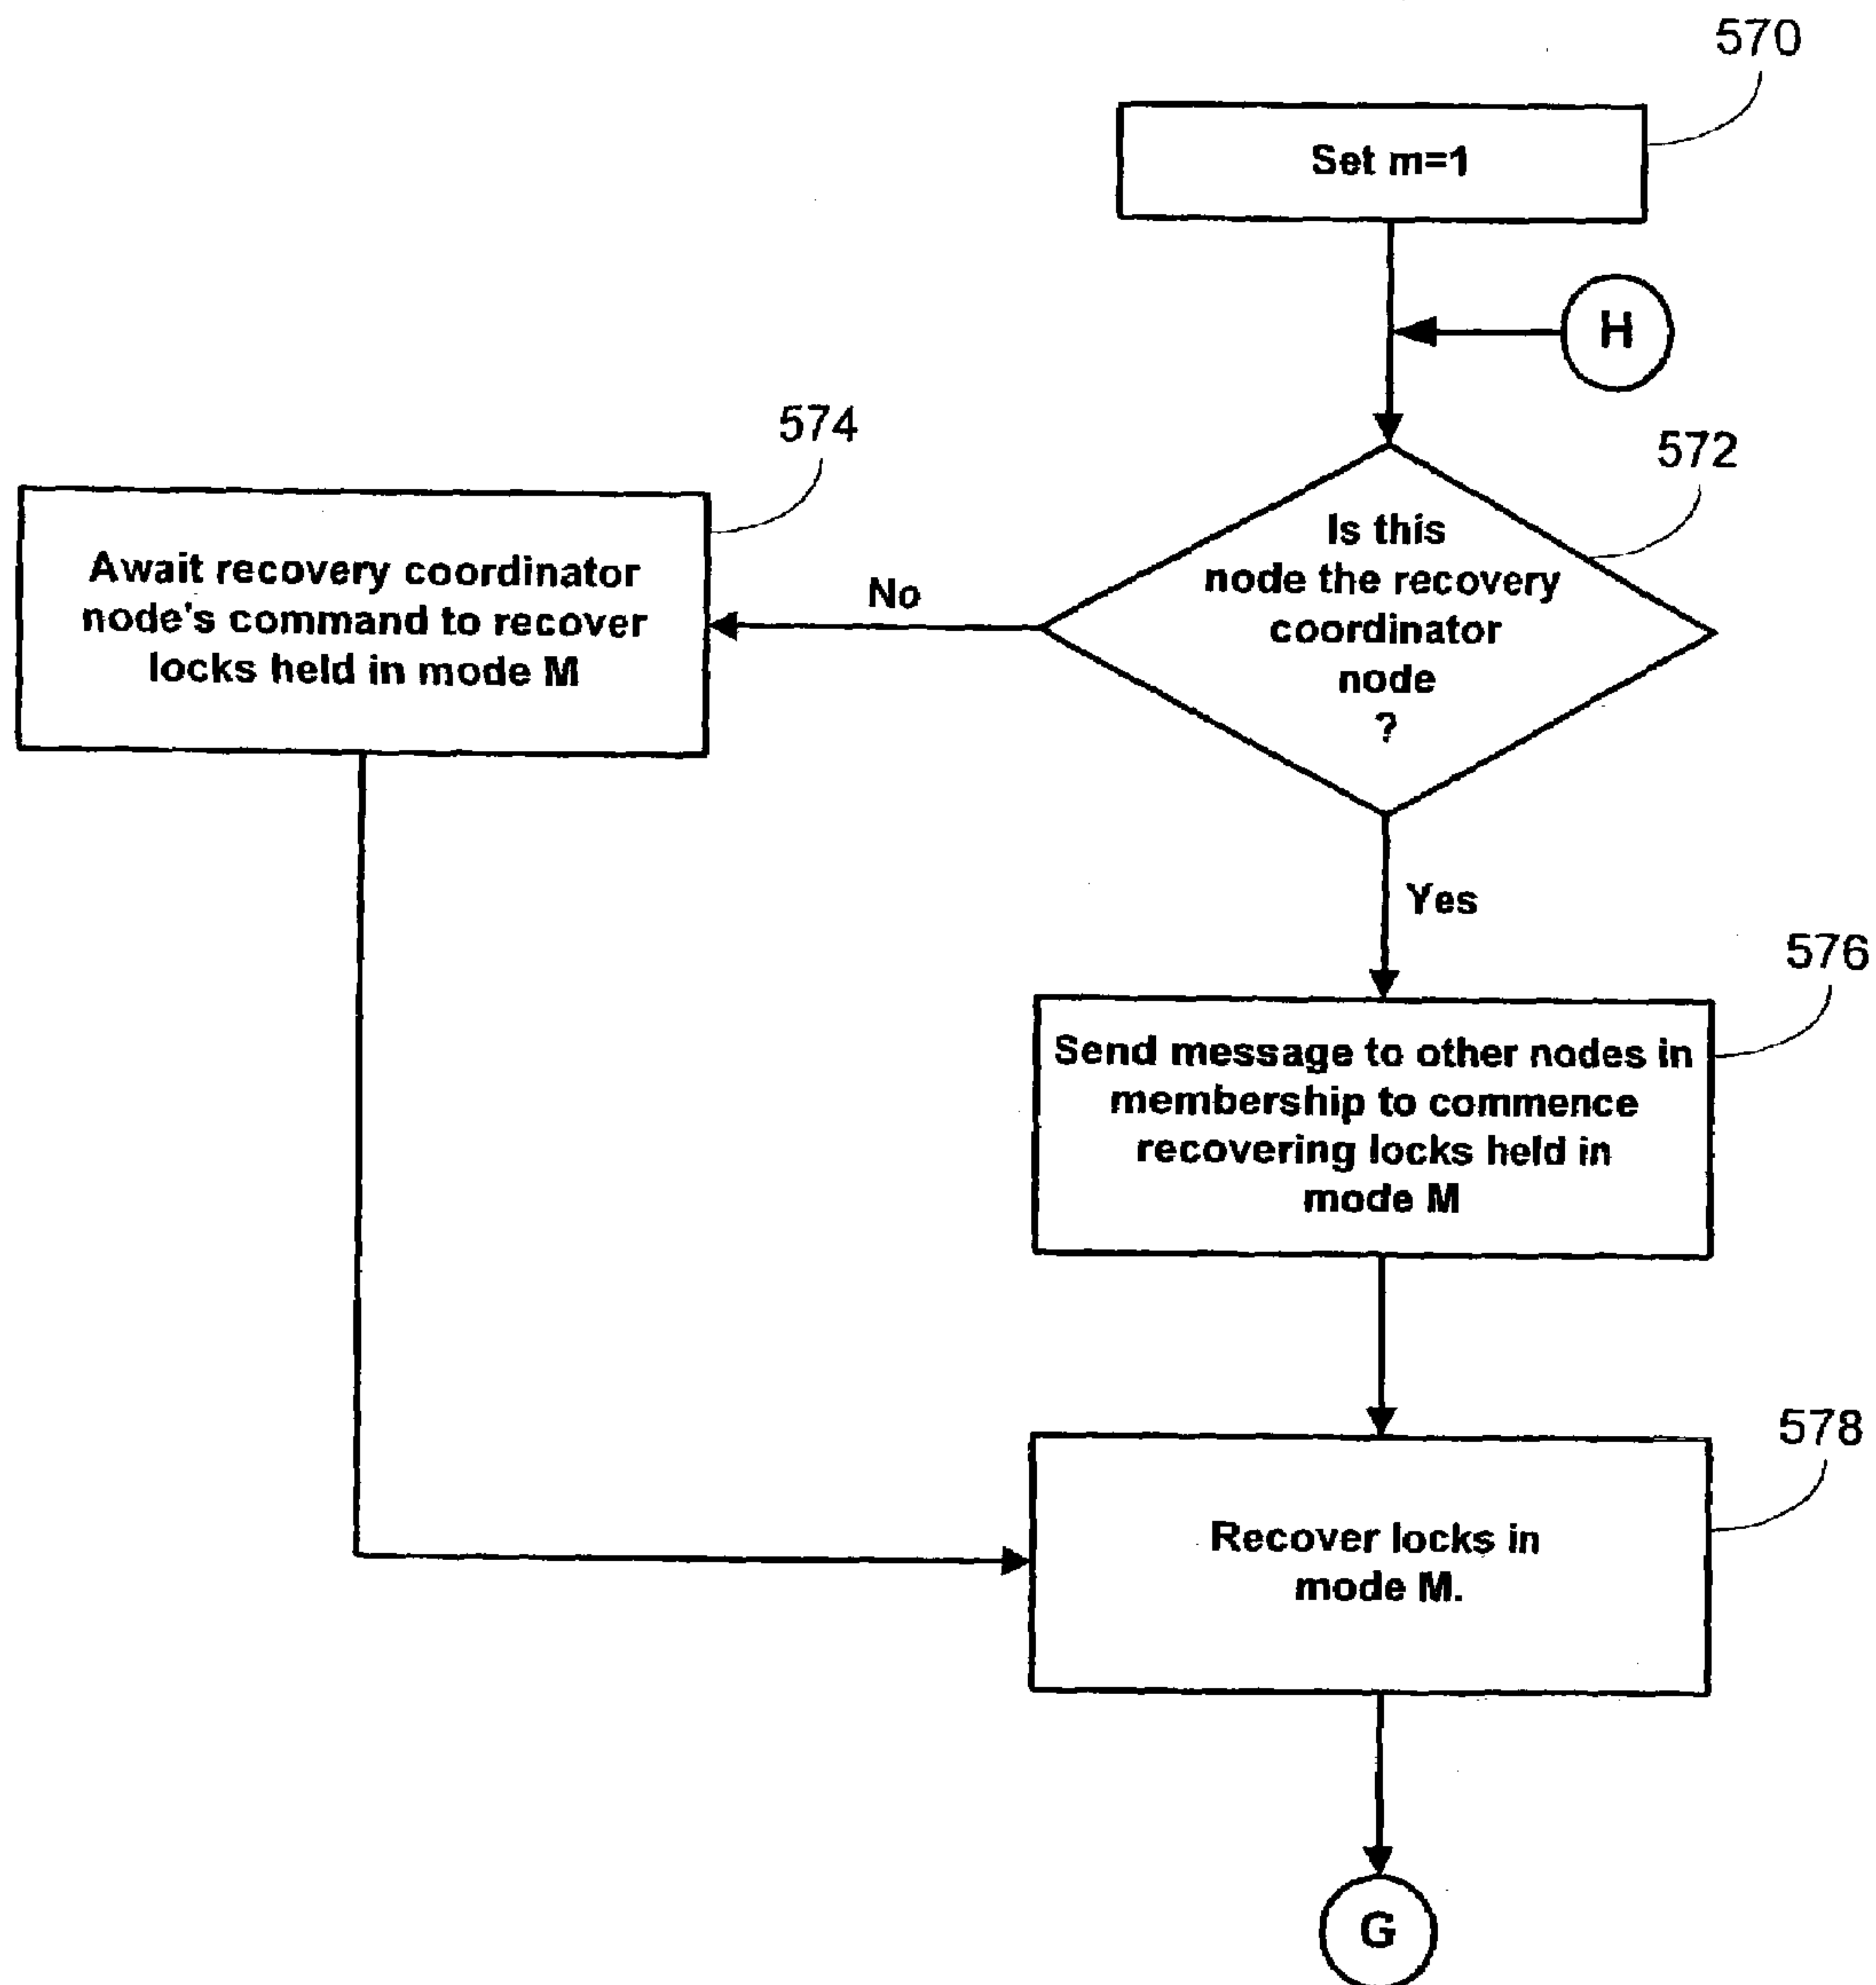 570
Set m=1
H
572
Is this
node the recovery
coordinator
node
?
574
Await recovery coordinator
node's command to recover
locks held in mode M
No
Yes
576
Send message to other nodes in
membership to commence
recovering locks held in
mode M
578
Recover locks in
mode M.
G